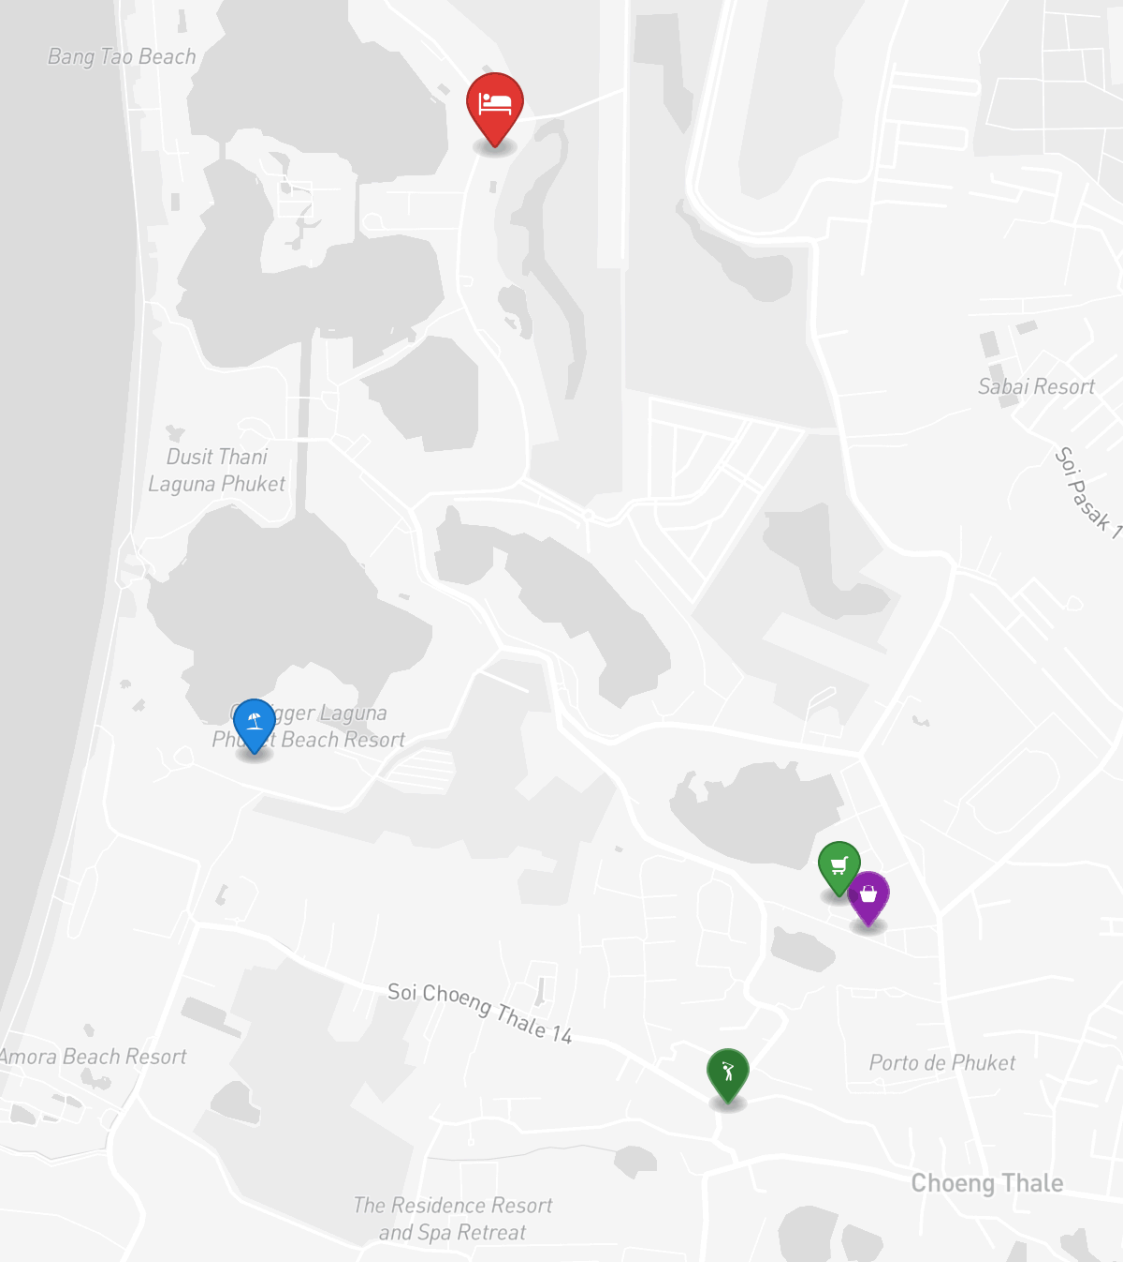 Bang Tao Beach
Sabai Resort
Dusit Thani
Laguna Phuket
Soi Pasak 1
Laguna
Beach Resort
Soi Choeng Thale 14
Amora Beach Resort
Porto de Phuket
Choeng Thale
The Residence Resort
and Spa Retreat